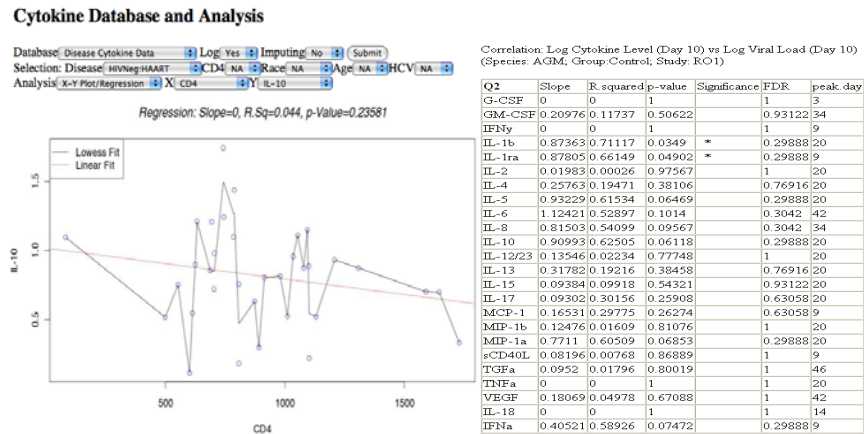 Cytokine Database and Analysis
Database Disease Cytokine Data Log Yes Imputing No Submit
Selection: Disease HIVNeg:HAART CD4 NA Race NA Age NA HCV NA
Analysis X-Y Plot/Regression X CD4 Y IL-10
Regression: Slope=0, R.Sq=0.044, p-Value=0.23581
Lowess Fit
Linear Fit
1.5
1.0
0.5
IL-10
500 1000 1500
CD4
Correlation: Log Cytokine Level (Day 10) vs Log Viral Load (Day 10)
(Species: AGM; Group:Control; Study: RO1)
Q2 Slope R.squared p-value Significance FDR peak.day
G-CSF 0 0 1 1 3
GM-CSF 0.20976 0.11737 0.50622 0.93122 34
IFNy 0 0 1 1 9
IL-1b 0.87363 0.71117 0.0349 * 0.29888 20
IL-1ra 0.87805 0.66149 0.04902 * 0.29888 9
IL-2 0.01983 0.00026 0.97567 1 20
IL-4 0.25763 0.19471 0.38106 0.76916 20
IL-5 0.93229 0.61534 0.06469 0.29888 20
IL-6 1.12421 0.52897 0.1014 0.3042 42
IL-8 0.81503 0.54099 0.09567 0.3042 34
IL-10 0.90993 0.62505 0.06118 0.29888 20
IL-12/23 0.13546 0.02234 0.77748 1 20
IL-13 0.31782 0.19216 0.38458 0.76916 20
IL-15 0.09384 0.09918 0.54321 0.93122 20
IL-17 0.09302 0.30156 0.25908 0.63058 20
MCP-1 0.16531 0.29775 0.26274 0.63058 9
MIP-1b 0.12476 0.01609 0.81076 1 20
MIP-1a 0.7711 0.60509 0.06853 0.29888 20
sCD40L 0.08196 0.00768 0.86889 1 9
TGFa 0.0952 0.01796 0.80019 1 46
TNFa 0 0 1 1 20
VEGF 0.18069 0.04978 0.67088 1 42
IL-18 0 0 1 1 14
IFNa 0.40521 0.58926 0.07472 0.29888 9